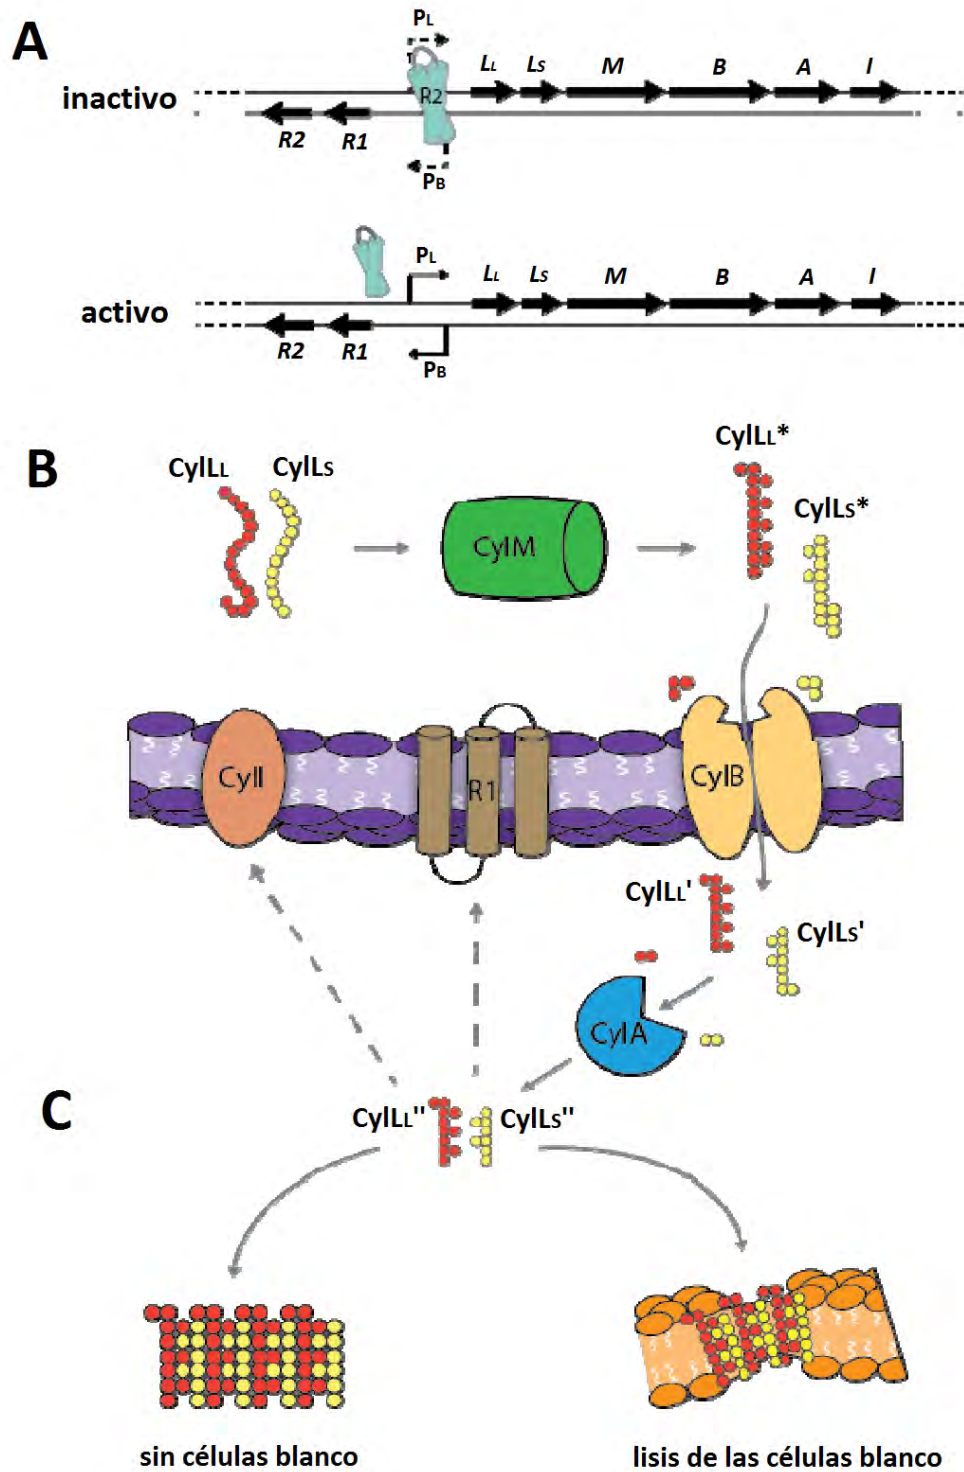 A
PL
LL LS M B A I
inactivo
R2
R2 R1
PB
PL
LL LS M B A I
activo
R2 R1
PB
B
CylLL CylLS
CylLL*
CylLS*
CylM
CylI
R1
CylB
CylLL'
CylLS'
CylA
C
CylLL'' CylLS''
sin células blanco
lisis de las células blanco